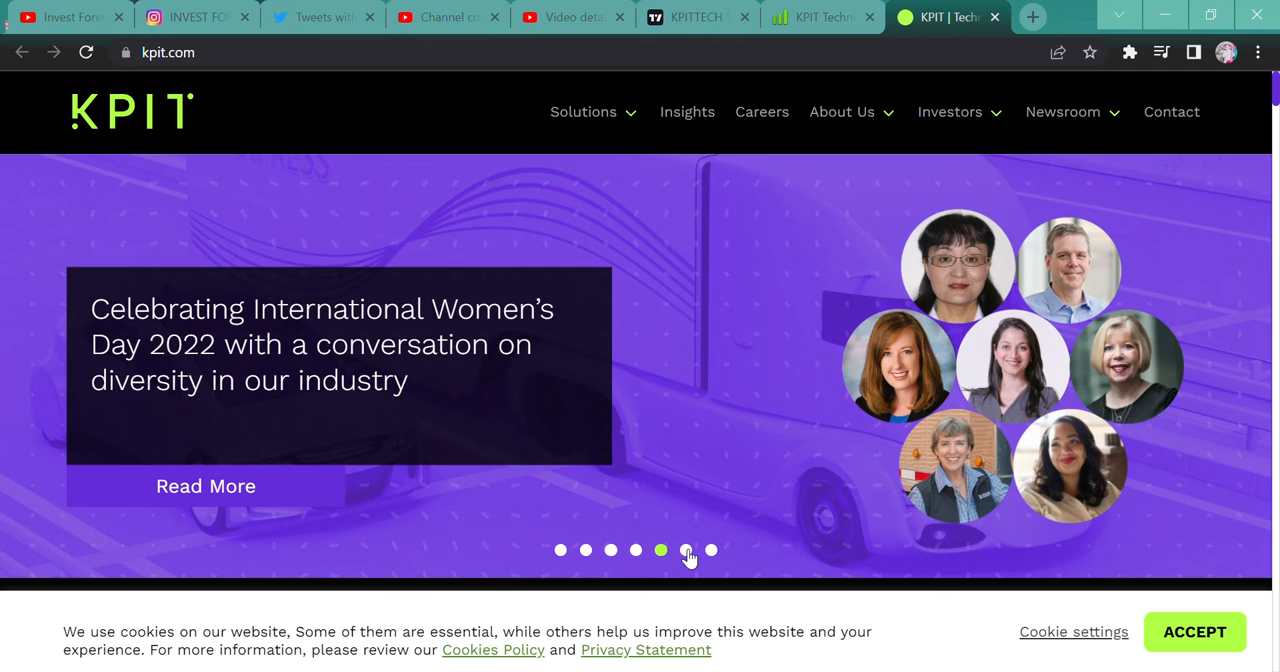 Invest Fores
INVEST FO
Tweets with
Channel co
Video deta
KPITTECH
KPIT Techn
KPIT | Tech
kpit.com
KPIT
Solutions
Insights
Careers
About Us
Investors
Newsroom
Contact
Celebrating International Women's
Day 2022 with a conversation on
diversity in our industry
Read More
We use cookies on our website, Some of them are essential, while others help us improve this website and your
experience. For more information, please review our Cookies Policy and Privacy Statement
Cookie settings
ACCEPT